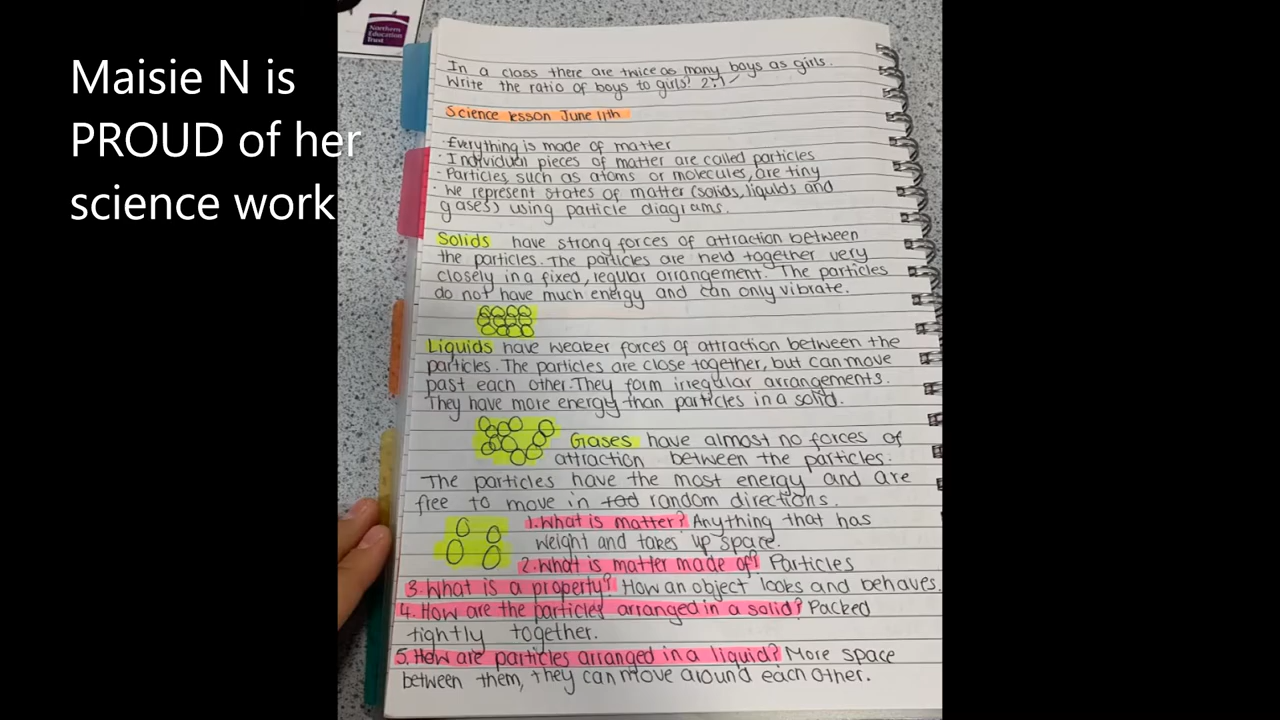 Maisie N is
PROUD of her
science work
Northern
Education
Trust
In a class there are twice as many boys as girls.
Write the ratio of boys to girls? 2:1
Science lesson June 11th
· Everything is made of matter
· Individual pieces of matter are called particles
· Particles, such as atoms or molecules, are tiny
· We represent states of matter (solids, liquids and
gases) using particle diagrams.
Solids have strong forces of attraction between
the particles. The particles are held together very
closely in a fixed, regular arrangement. The particles
do not have much energy and can only vibrate.
Liquids have weaker forces of attraction between the
particles. The particles are close together, but can move
past each other. They form irregular arrangements.
They have more energy than particles in a solid.
Gases have almost no forces of
attraction between the particles.
The particles have the most energy and are
free to move in random directions.
1. What is matter? Anything that has
weight and takes up space.
2. What is matter made of? Particles
3. What is a property? How an object looks and behaves.
4. How are the particles arranged in a solid? Packed
tightly together.
5. How are particles arranged in a liquid? More space
between them, they can move around each other.